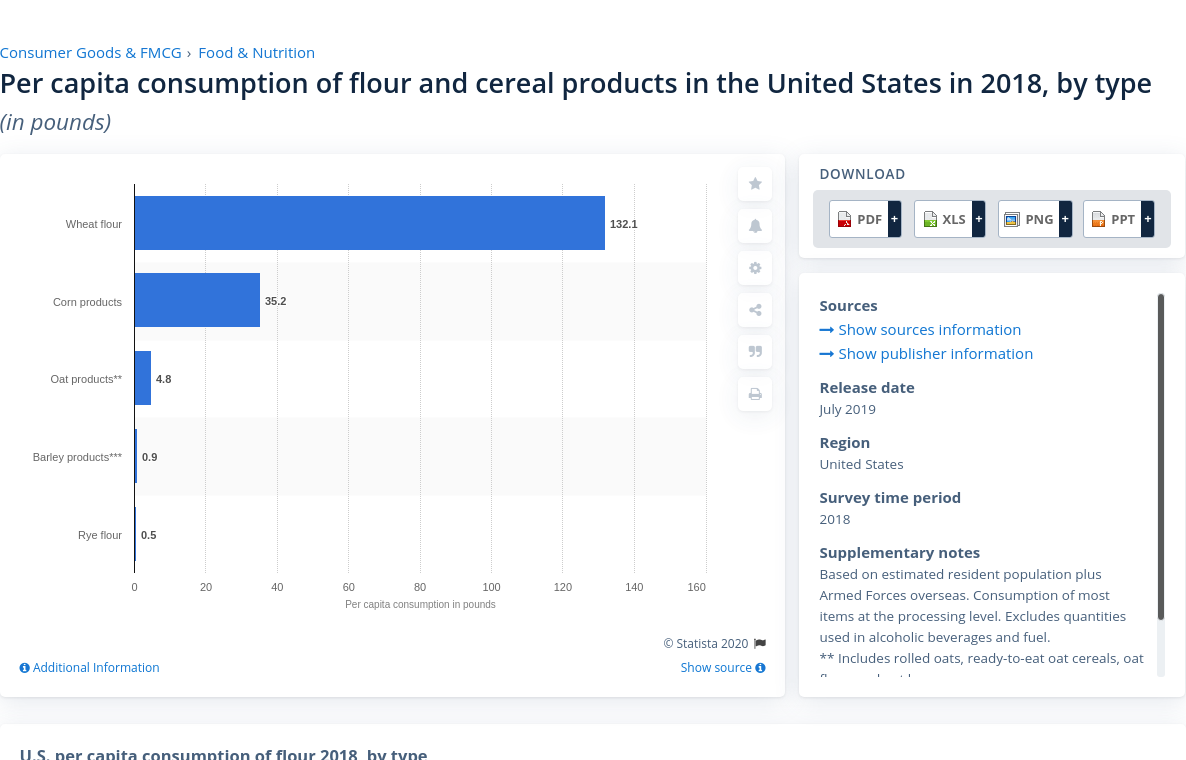 Consumer Goods & FMCG › Food & Nutrition
Per capita consumption of flour and cereal products in the United States in 2018, by type
(in pounds)
Wheat flour
132.1
Corn products
35.2
Oat products**
4.8
Barley products***
0.9
Rye flour
0.5
0 20 40 60 80 100 120 140 160
Per capita consumption in pounds
© Statista 2020
Additional Information
Show source
DOWNLOAD
PDF + XLS + PNG + PPT +
Sources
Show sources information
Show publisher information
Release date
July 2019
Region
United States
Survey time period
2018
Supplementary notes
Based on estimated resident population plus
Armed Forces overseas. Consumption of most
items at the processing level. Excludes quantities
used in alcoholic beverages and fuel.
** Includes rolled oats, ready-to-eat oat cereals, oat
U.S. per capita consumption of flour 2018, by type